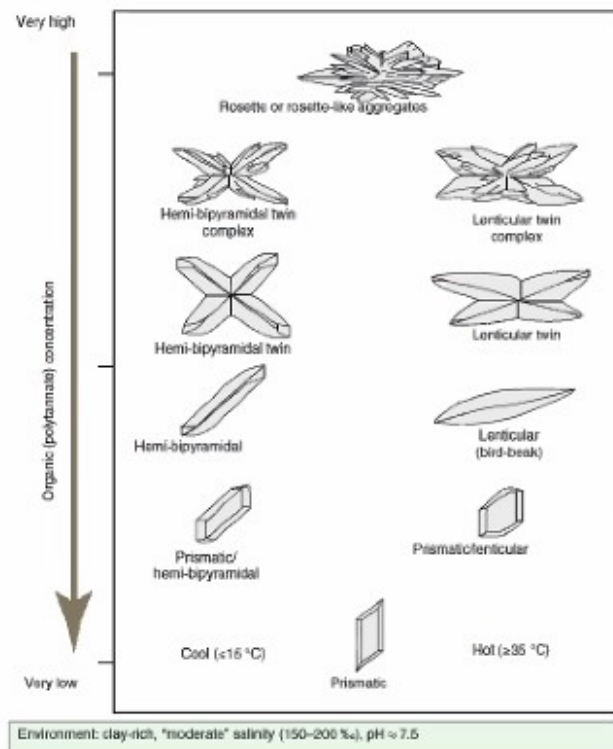 Very high
Rosette or rosette-like aggregates
Hemi-bipyramidal twin
complex
Lenticular twin
complex
Hemi-bipyramidal twin
Lenticular twin
Organic (polytannate) concentration
Hemi-bipyramidal
Lenticular
(bird-beak)
Prismatic/
hemi-bipyramidal
Prismatic/lenticular
Cool (≤15 °C)
Hot (≥35 °C)
Very low
Prismatic
Environment: clay-rich, "moderate" salinity (150–200 ‰), pH ≈ 7.5